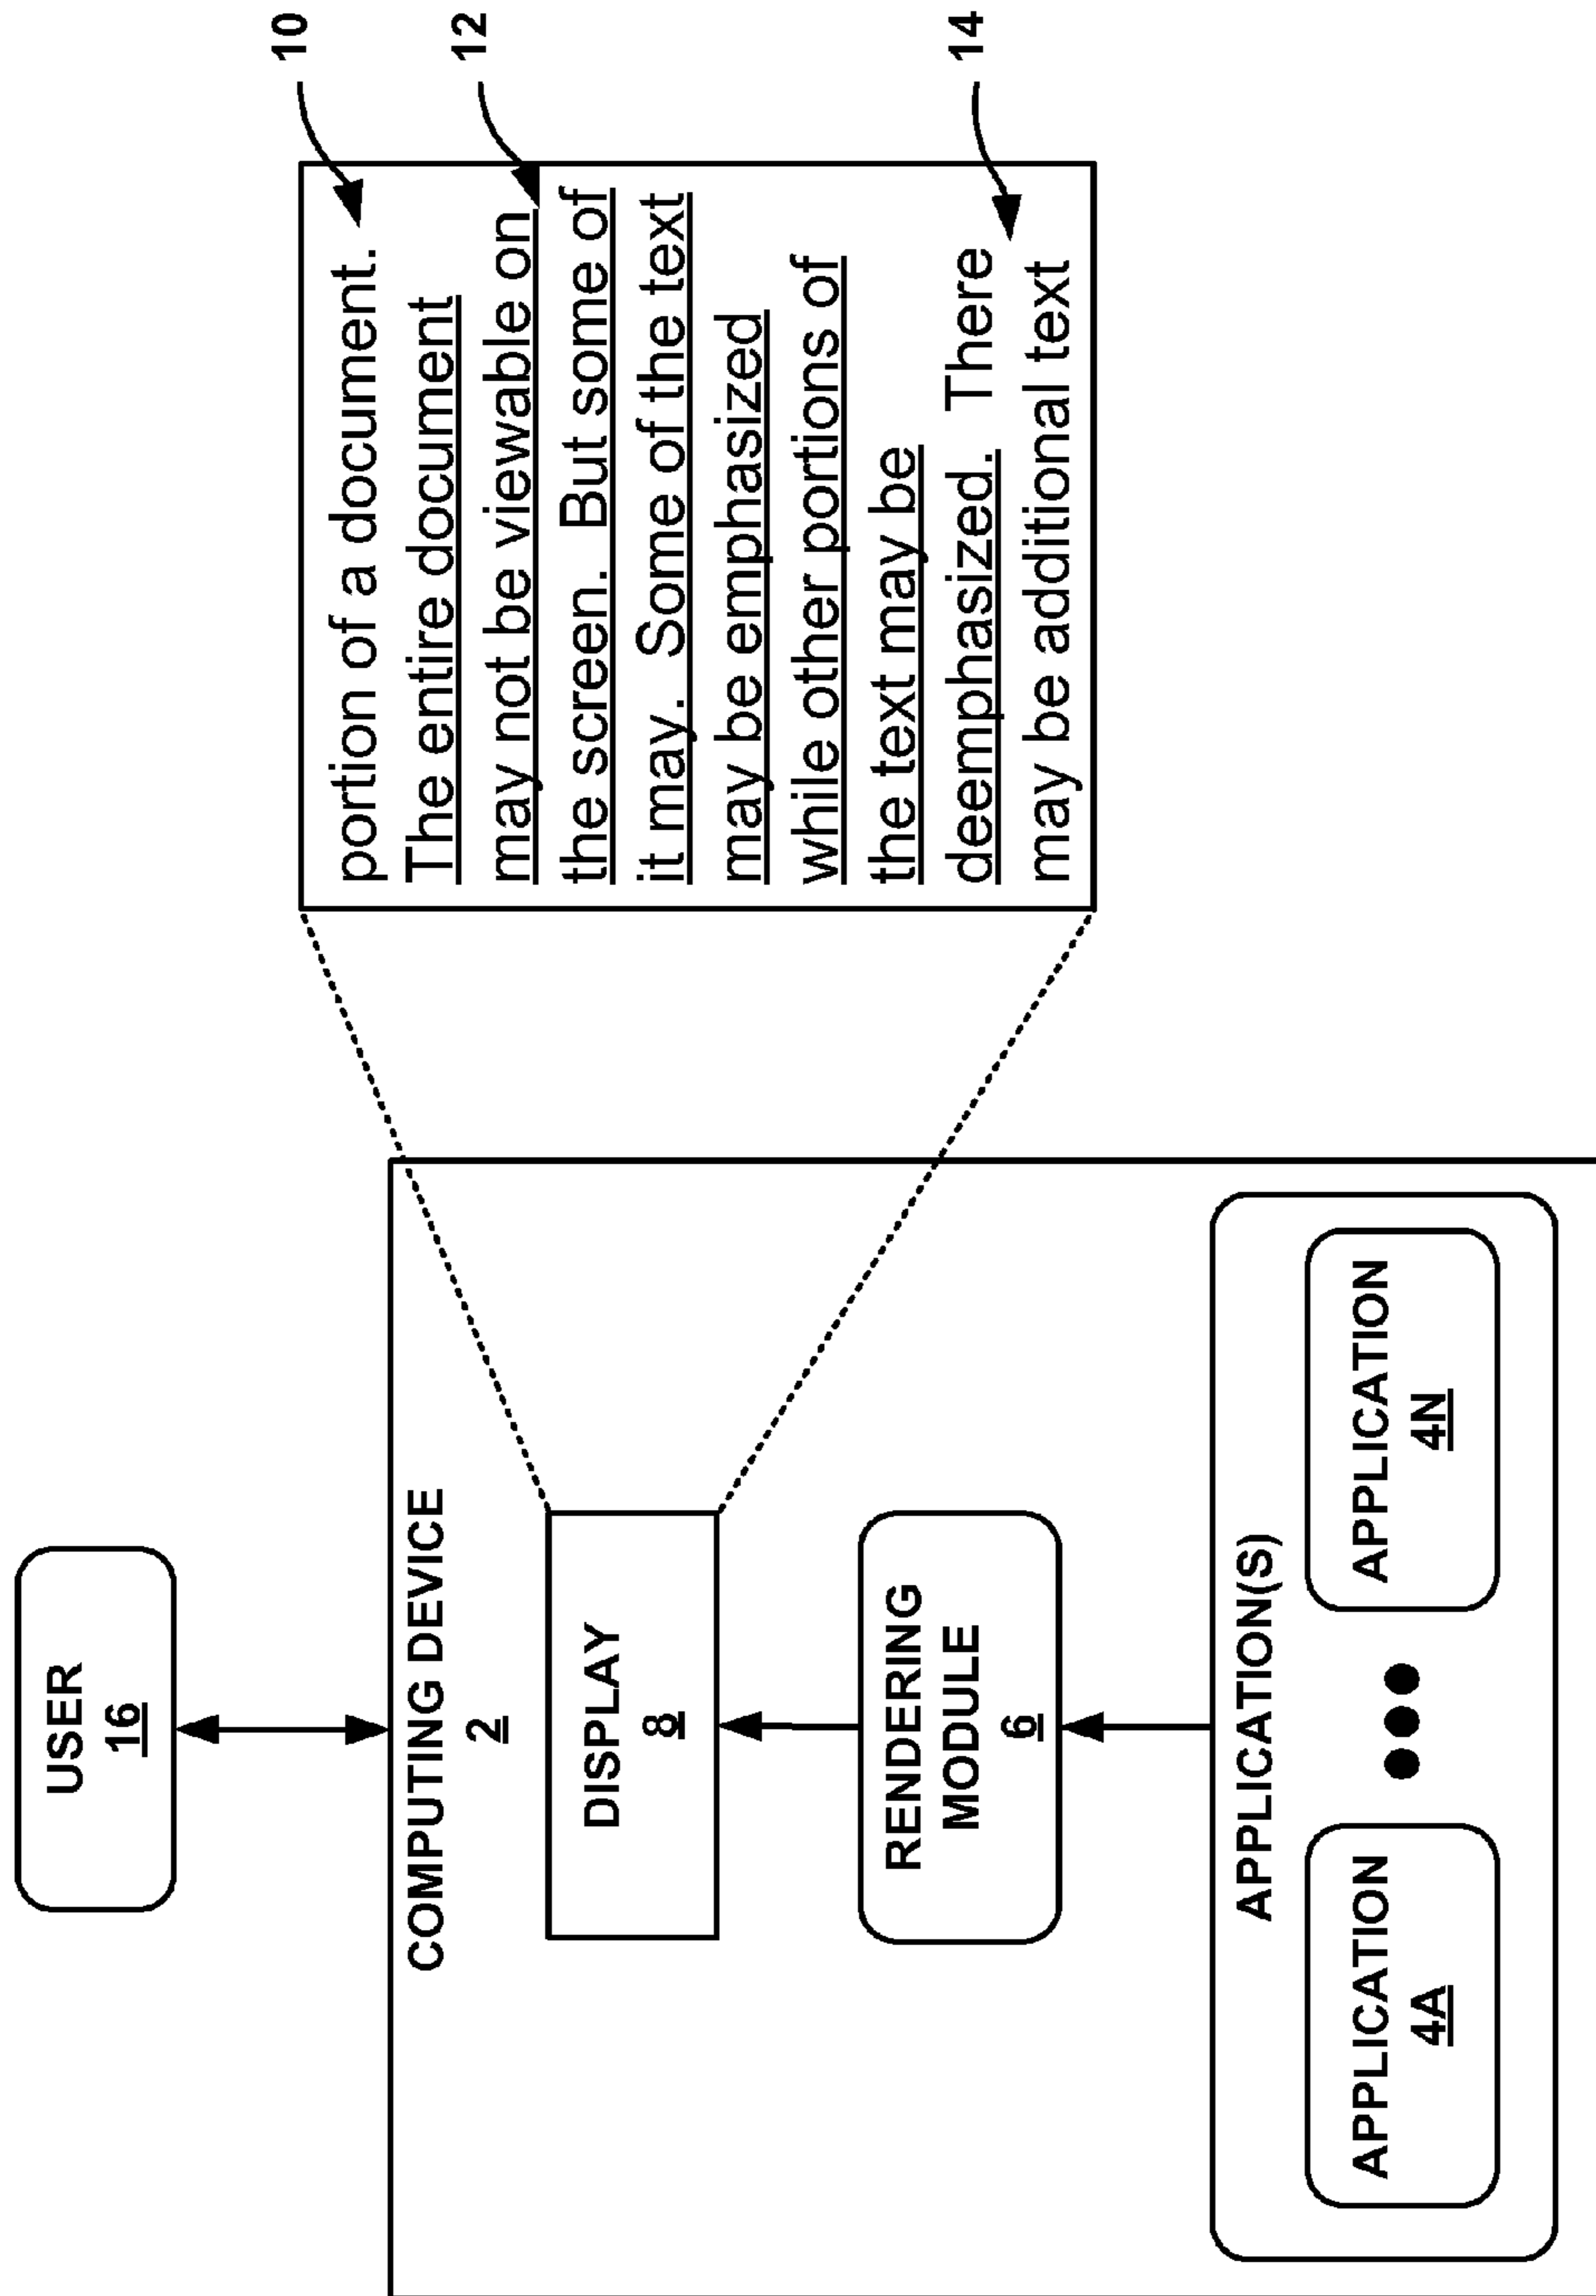 USER
16
COMPUTING DEVICE
2
DISPLAY
8
RENDERING
MODULE
6
APPLICATION(S)
APPLICATION
4A
APPLICATION
4N
10
portion of a document.
The entire document
12
may not be viewable on
the screen. But some of
it may. Some of the text
may be emphasized
while other portions of
the text may be
deemphasized. There
14
may be additional text